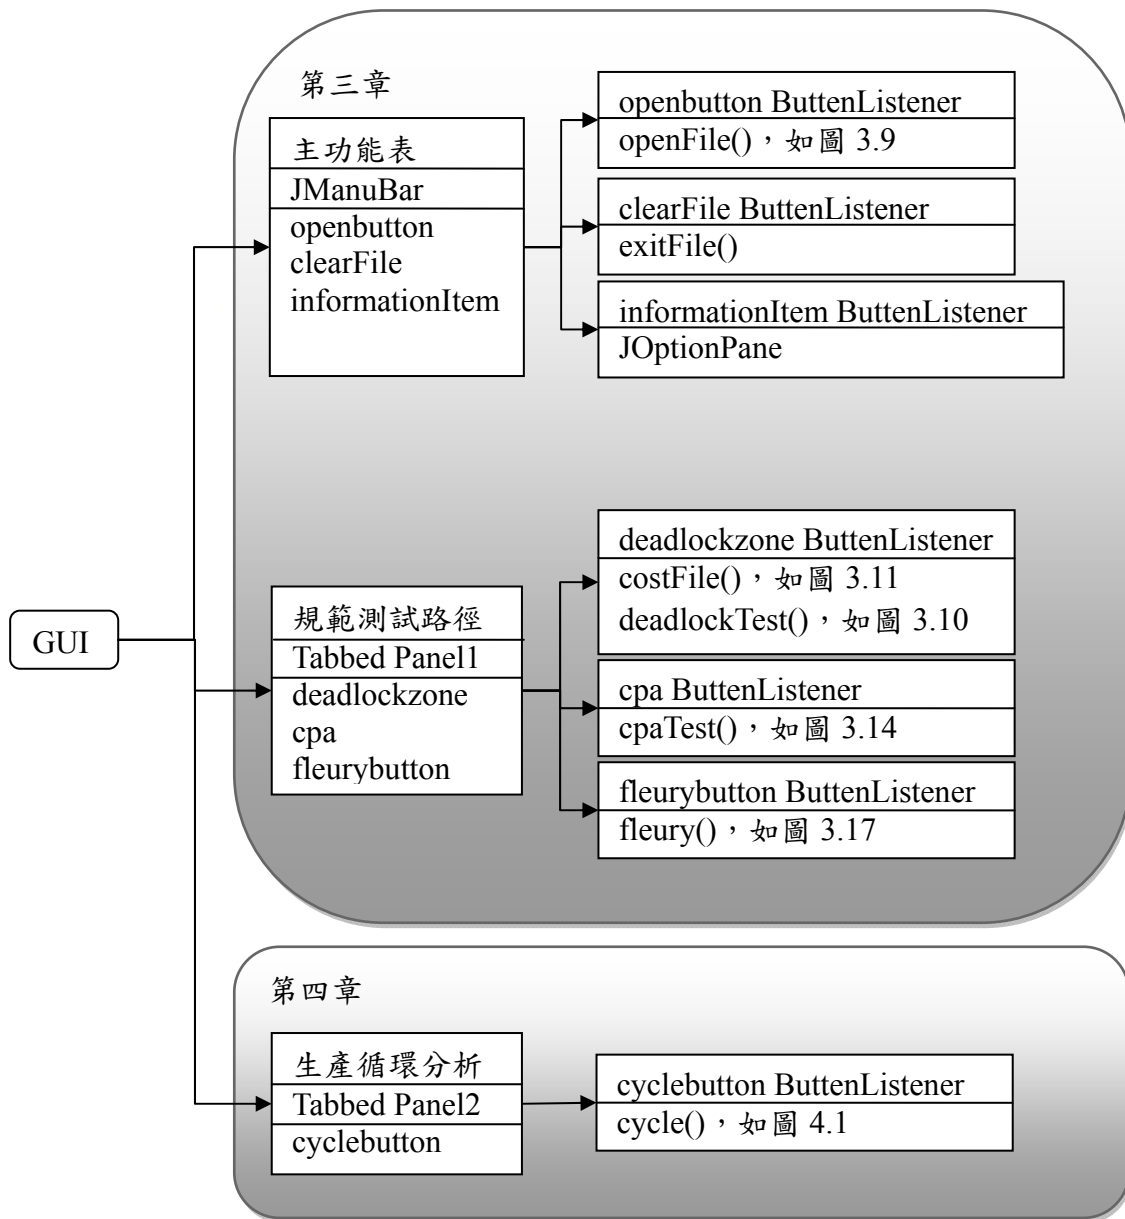 第三章
主功能表
JManuBar
openbutton
clearFile
informationItem
openbutton ButtenListener
openFile()，如圖 3.9
clearFile ButtenListener
exitFile()
informationItem ButtenListener
JOptionPane
GUI
規範測試路徑
Tabbed Panel1
deadlockzone
cpa
fleurybutton
deadlockzone ButtenListener
costFile()，如圖 3.11
deadlockTest()，如圖 3.10
cpa ButtenListener
cpaTest()，如圖 3.14
fleurybutton ButtenListener
fleury()，如圖 3.17
第四章
生產循環分析
Tabbed Panel2
cyclebutton
cyclebutton ButtenListener
cycle()，如圖 4.1